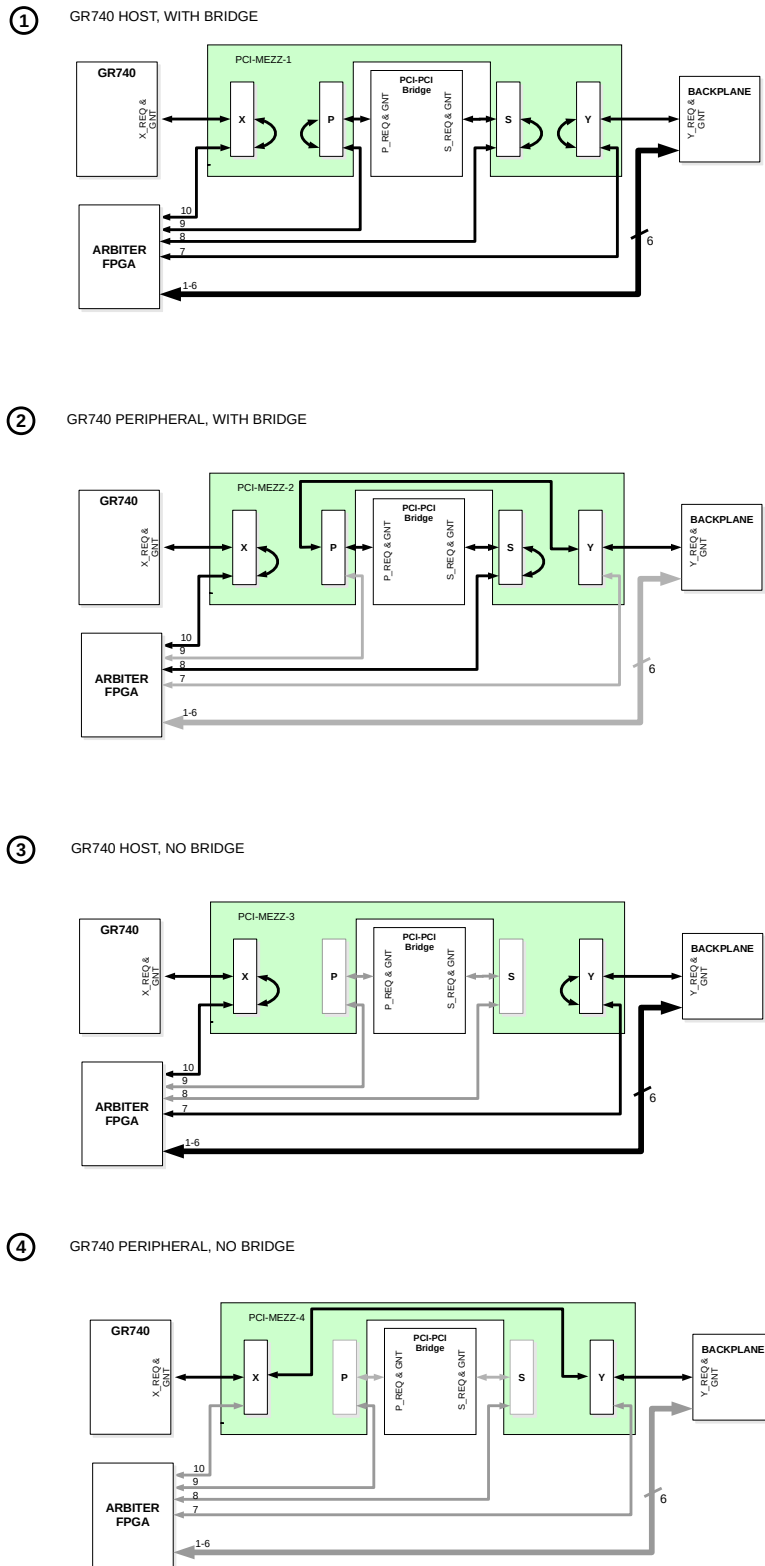 1
GR740 HOST, WITH BRIDGE
PCI-MEZZ-1
GR740
X_REQ &
GNT
X
P
P_REQ & GNT
PCI-PCI
Bridge
S_REQ & GNT
S
Y
BACKPLANE
Y_REQ &
GNT
10
9
8
7
1-6
6
ARBITER
FPGA
2
GR740 PERIPHERAL, WITH BRIDGE
PCI-MEZZ-2
GR740
X_REQ &
GNT
X
P
P_REQ & GNT
PCI-PCI
Bridge
S_REQ & GNT
S
Y
BACKPLANE
Y_REQ &
GNT
10
9
8
7
1-6
6
ARBITER
FPGA
3
GR740 HOST, NO BRIDGE
PCI-MEZZ-3
GR740
X_REQ &
GNT
X
P
P_REQ & GNT
PCI-PCI
Bridge
S_REQ & GNT
S
Y
BACKPLANE
Y_REQ &
GNT
10
9
8
7
1-6
6
ARBITER
FPGA
4
GR740 PERIPHERAL, NO BRIDGE
PCI-MEZZ-4
GR740
X_REQ &
GNT
X
P
P_REQ & GNT
PCI-PCI
Bridge
S_REQ & GNT
S
Y
BACKPLANE
Y_REQ &
GNT
10
9
8
7
1-6
6
ARBITER
FPGA